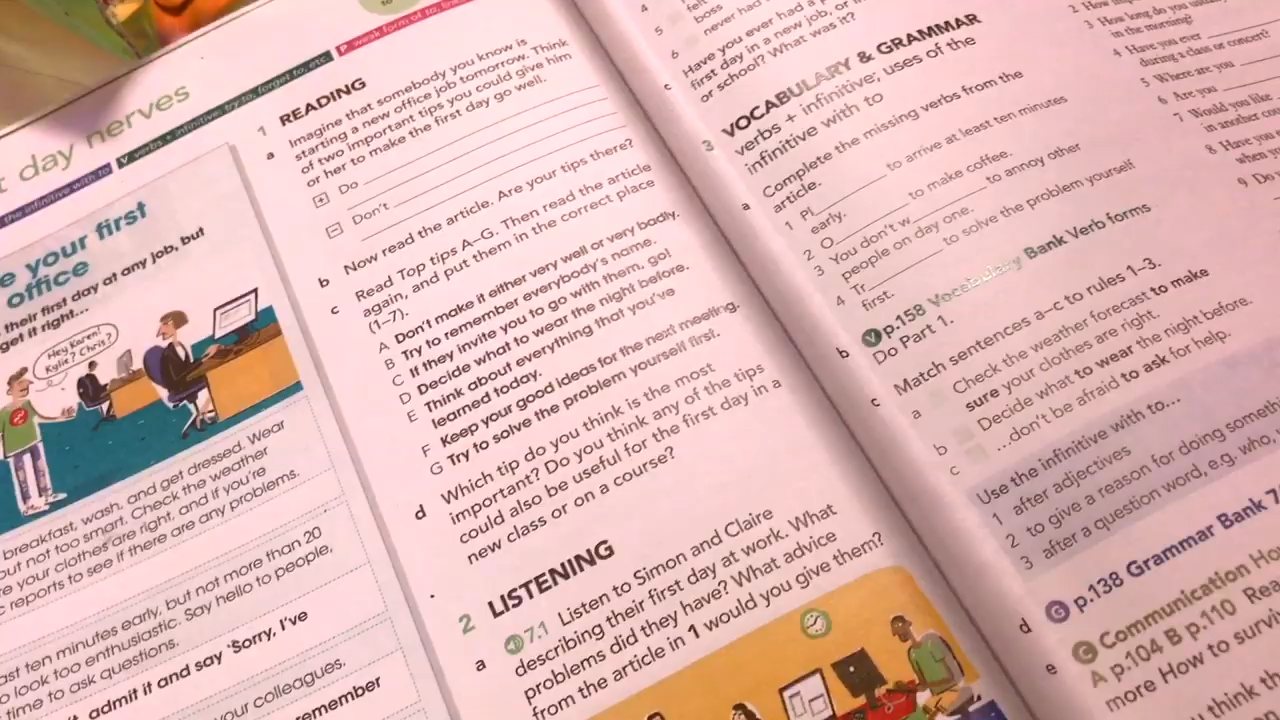 t day nerves
the infinitive with to
V verbs + infinitive: try to, forget to, etc.
P weak form of to, 
e your first
office
their first day at any job, but
get it right...
Hey Karen!
Kylie? Chris?
breakfast, wash, and get dressed. Wear
but not too smart. Check the weather
re your clothes are right, and if you're
c reports to see if there are any problems.
ast ten minutes early, but not more than 20
o look too enthusiastic. Say hello to people,
time to ask questions.
t, admit it and say 'Sorry, I've
your colleagues.
remember
1 READING
a Imagine that somebody you know is
starting a new office job tomorrow. Think
of two important tips you could give him
or her to make the first day go well.
+ Do
– Don't
b Now read the article. Are your tips there?
c Read Top tips A–G. Then read the article
again, and put them in the correct place
(1–7).
A Don't make it either very well or very badly.
B Try to remember everybody's name.
C If they invite you to go with them, go!
D Decide what to wear the night before.
E Think about everything that you've
learned today.
F Keep your good ideas for the next meeting.
G Try to solve the problem yourself first.
d Which tip do you think is the most
important? Do you think any of the tips
could also be useful for the first day in a
new class or on a course?
2 LISTENING
a 7.1 Listen to Simon and Claire
describing their first day at work. What
problems did they have? What advice
from the article in 1 would you give them?
4 felt
boss
5 never had
6
c Have you ever had a
first day in a new job, or
or school? What was it?
3 VOCABULARY & GRAMMAR
verbs + infinitive; uses of the
infinitive with to
a Complete the missing verbs from the
article.
1 Pl________ to arrive at least ten minutes
early.
2 O________ to make coffee.
3 You don't w________ to annoy other
people on day one.
4 Tr________ to solve the problem yourself
first.
b V p.158 Vocabulary Bank Verb forms
Do Part 1.
c Match sentences a–c to rules 1–3.
a Check the weather forecast to make
sure your clothes are right.
b Decide what to wear the night before.
c ...don't be afraid to ask for help.
Use the infinitive with to...
1 after adjectives
2 to give a reason for doing someth
3 after a question word, e.g. who,
d G p.138 Grammar Bank 7
e C Communication Ho
A p.104 B p.110 Rea
more How to surviv
u think th
2 How
3 How long do you usu
in the morning?
4 Have you ever
during a class or concert?
5 Where are you
6 Are you
7 Would you like
in another co
8 Have you
when
9 Do